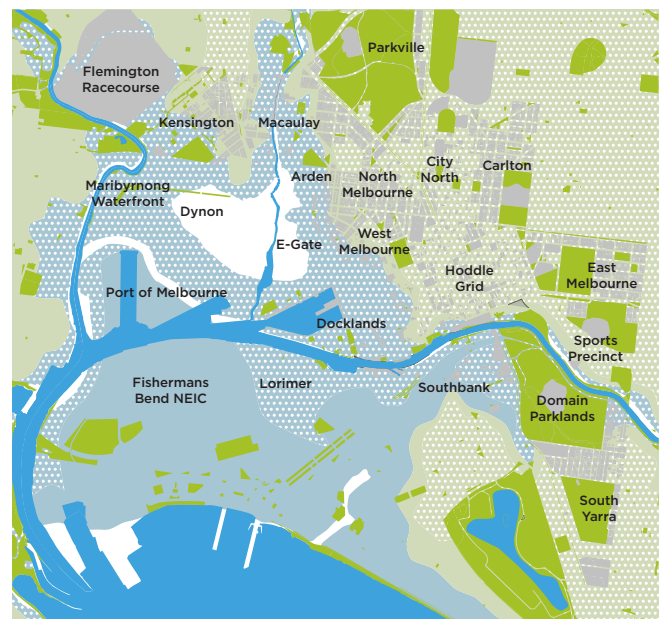 Parkville
Flemington
Racecourse
Kensington
Macaulay
City
North
Carlton
Arden
North
Melbourne
Maribyrnong
Waterfront
Dynon
West
Melbourne
E-Gate
Hoddle
Grid
East
Melbourne
Port of Melbourne
Docklands
Sports
Precinct
Fishermans
Bend NEIC
Lorimer
Southbank
Domain
Parklands
South
Yarra